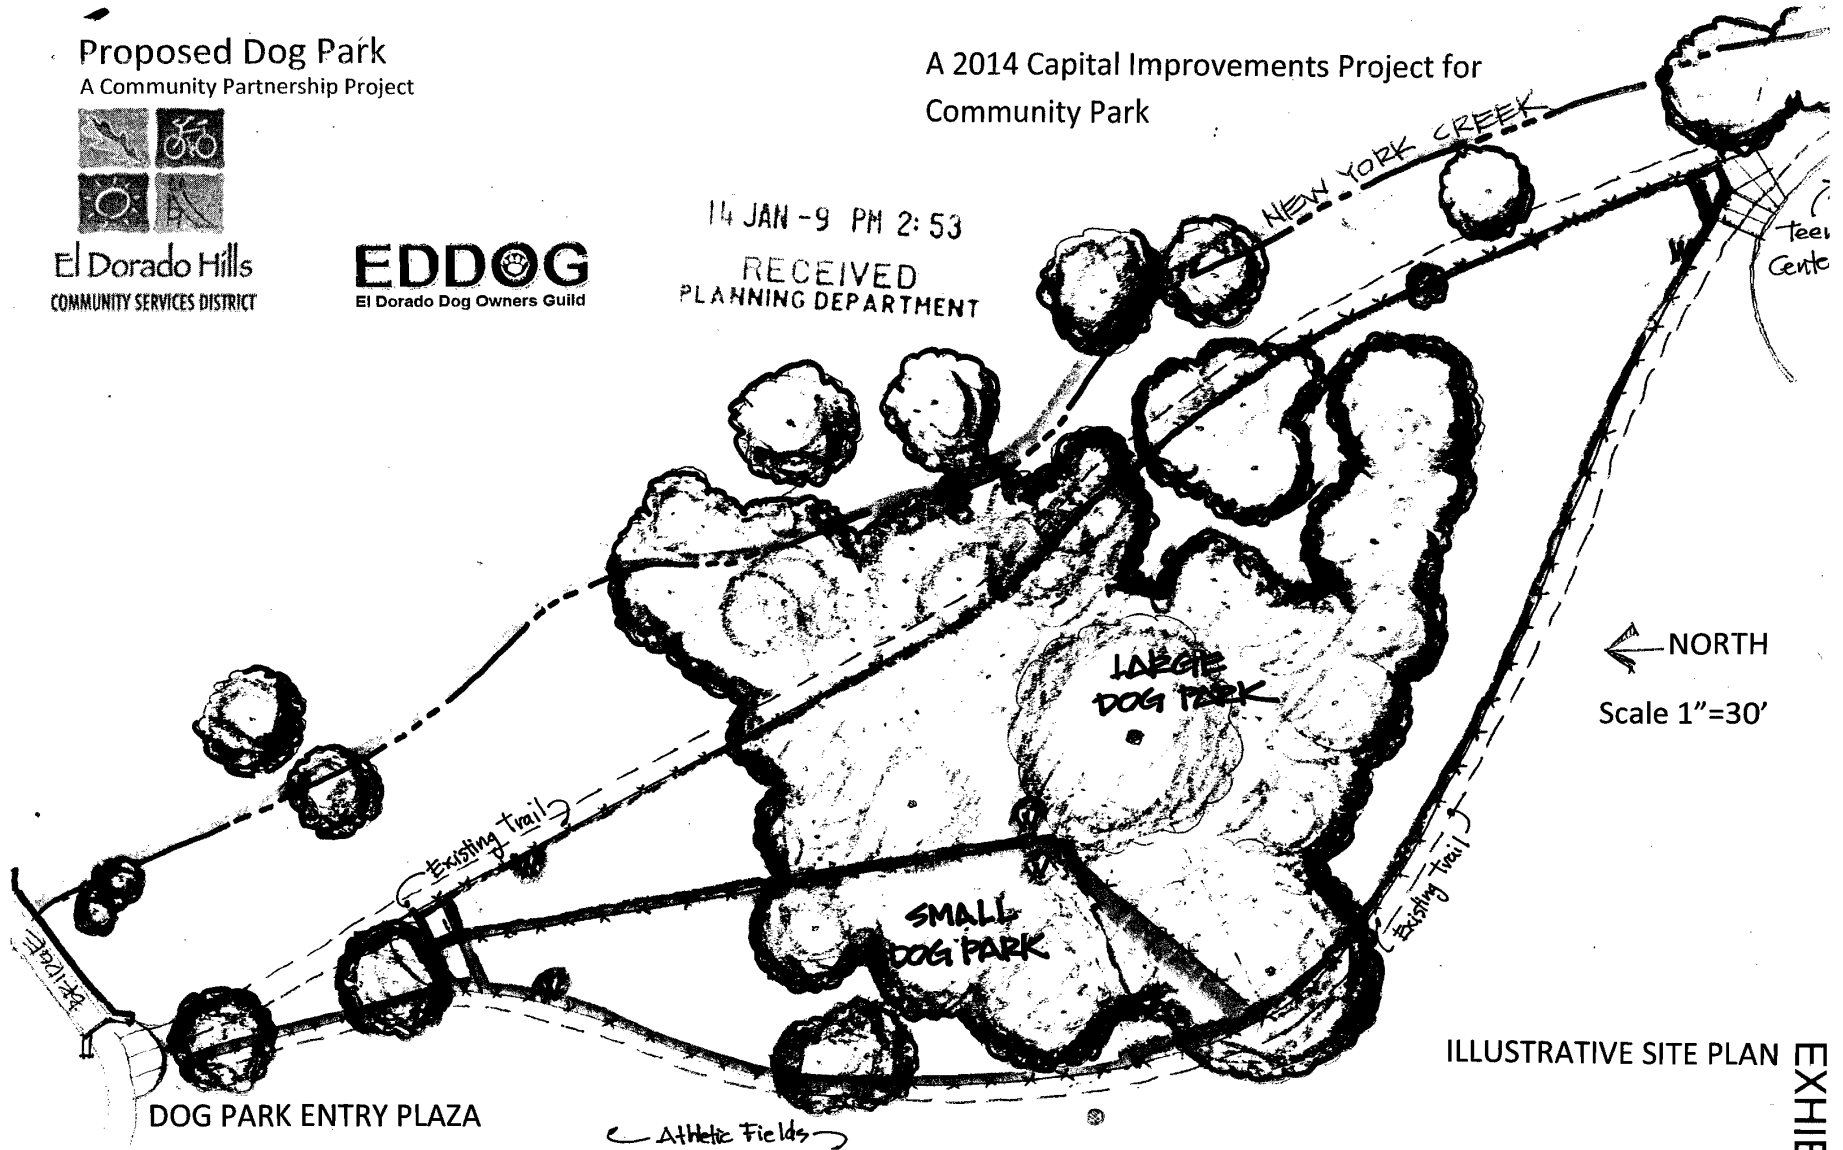 Proposed Dog Park
A Community Partnership Project
A 2014 Capital Improvements Project for
Community Park
El Dorado Hills
COMMUNITY SERVICES DISTRICT
EDDOG
El Dorado Dog Owners Guild
14 JAN -9 PM 2:53
RECEIVED
PLANNING DEPARTMENT
NEW YORK CREEK
Teen
Cente
LARGE
DOG PARK
NORTH
Scale 1”=30’
Existing Trail
Existing Trail
SMALL
DOG PARK
BRIDGE
DOG PARK ENTRY PLAZA
Athletic Fields
ILLUSTRATIVE SITE PLAN
EXHIB